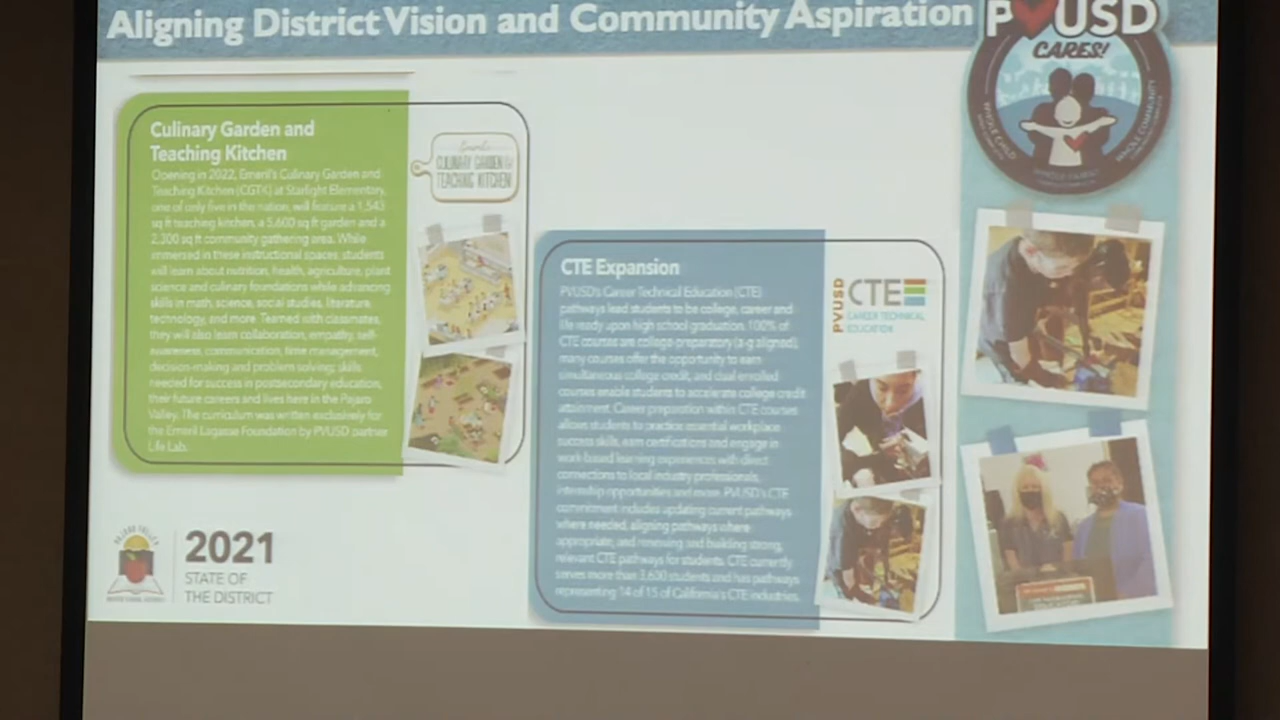 Aligning District Vision and Community Aspiration
PVUSD
CARES!
WHOLE CHILD
WHOLE FAMILY
WHOLE COMMUNITY
Culinary Garden and
Teaching Kitchen
Opening in 2022, Emeril's Culinary Garden and
Teaching Kitchen (CGTK) at Starlight Elementary,
one of only five in the nation, will feature a 1,543
sq ft teaching kitchen, a 5,600 sq ft garden and a
2,300 sq ft community gathering area. While
immersed in these instructional spaces, students
will learn about nutrition, health, agriculture, plant
science and culinary foundations while advancing
skills in math, science, social studies, literature,
technology, and more. Teamed with classmates,
they will also learn collaboration, empathy, self-
awareness, communication, time management,
decision-making and problem solving; skills
needed for success in postsecondary education,
their future careers and lives here in the Pajaro
Valley. The curriculum was written exclusively for
the Emeril Lagasse Foundation by PVUSD partner
Life Lab.
Emeril's
CULINARY GARDEN &
TEACHING KITCHEN
CTE Expansion
PVUSD's Career Technical Education (CTE)
pathways lead students to be college, career and
life ready upon high school graduation. 100% of
CTE courses are college-preparatory (a-g aligned),
many courses offer the opportunity to earn
simultaneous college credit, and dual enrolled
courses enable students to accelerate college credit
attainment. Career preparation within CTE courses
allows students to practice essential workplace
success skills, earn certifications and engage in
work-based learning experiences with direct
connections to local industry professionals,
internship opportunities and more. PVUSD's CTE
commitment includes updating current pathways
where needed, aligning pathways where
appropriate, and renewing and building strong,
relevant CTE pathways for students. CTE currently
serves more than 3,600 students and has pathways
representing 14 of 15 of California's CTE industries.
PVUSD
CTE
CAREER TECHNICAL
EDUCATION
2021
STATE OF
THE DISTRICT